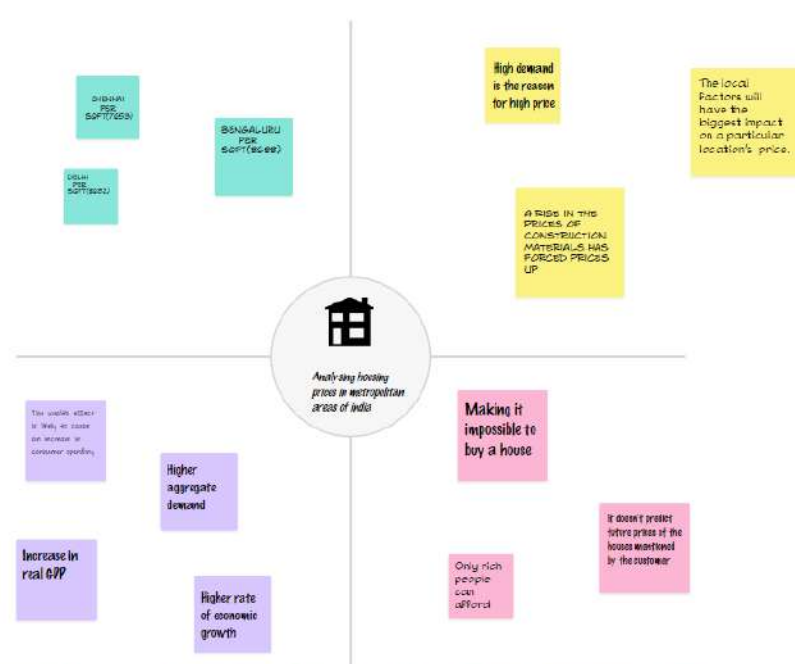 CHENNAI
PER
SQFT(7653)
BENGALURU
PER
SQFT(8688)
DELHI
PER
High demand
is the reason
for high price
The local
Factors will
have the
biggest impact
on a particular
location's price.
A RISE IN THE
PRICES OF
CONSTRUCTION
MATERIALS HAS
FORCED PRICES
UP
Analysing housing
prices in metropolitan
areas of India
The wealth effect
is likely to cause
an increase in
consumer spending
Higher
aggregate
demand
Increase in
real GDP
Higher rate
of economic
growth
Making it
impossible to
buy a house
It doesn't predict
future prices of the
houses mentioned
by the customer
Only rich
people
can
afford